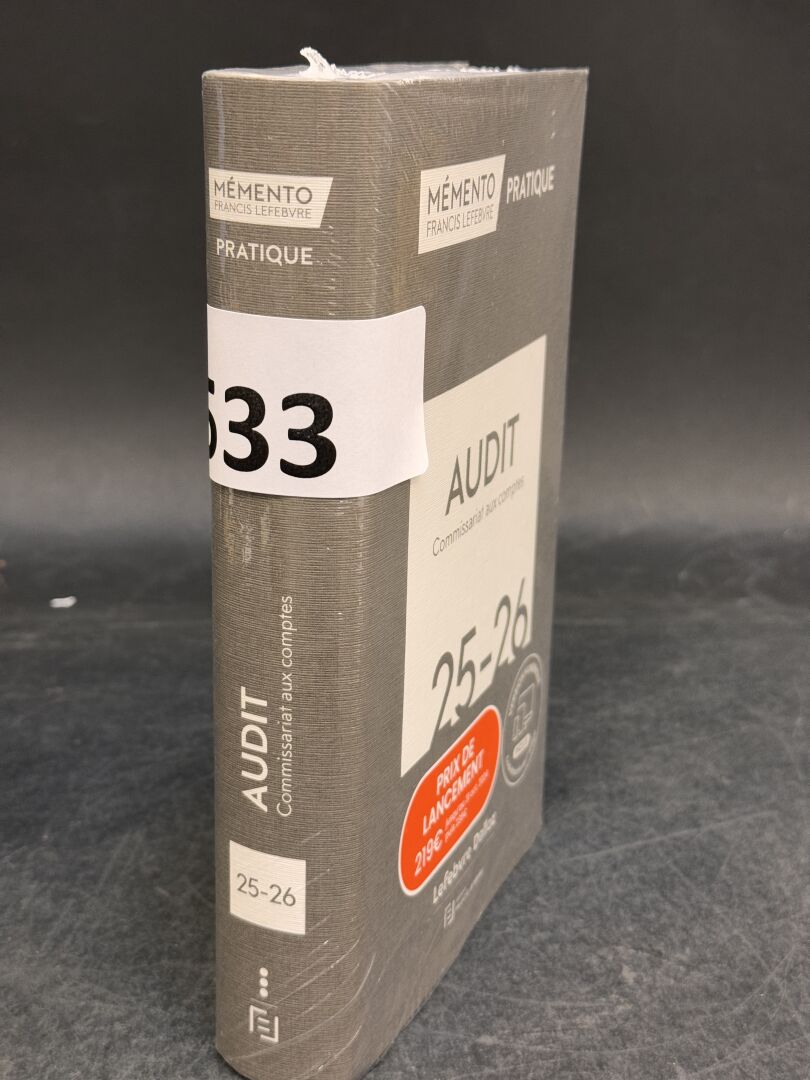 MÉMENTO
FRANCIS LEFEBVRE
PRATIQUE
533
AUDIT
Commissariat aux comptes
25-26
MÉMENTO
FRANCIS LEFEBVRE
PRATIQUE
AUDIT
Commissariat aux comptes
25-26
PRIX DE
LANCEMENT
219€
Lefebvre Dalloz